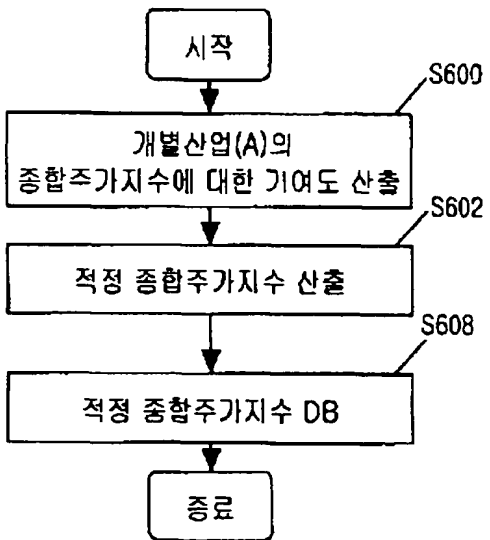 시작
S600
개별산업(A)의
종합주가지수에 대한 기여도 산출
S602
적정 종합주가지수 산출
S608
적정 종합주가지수 DB
종료